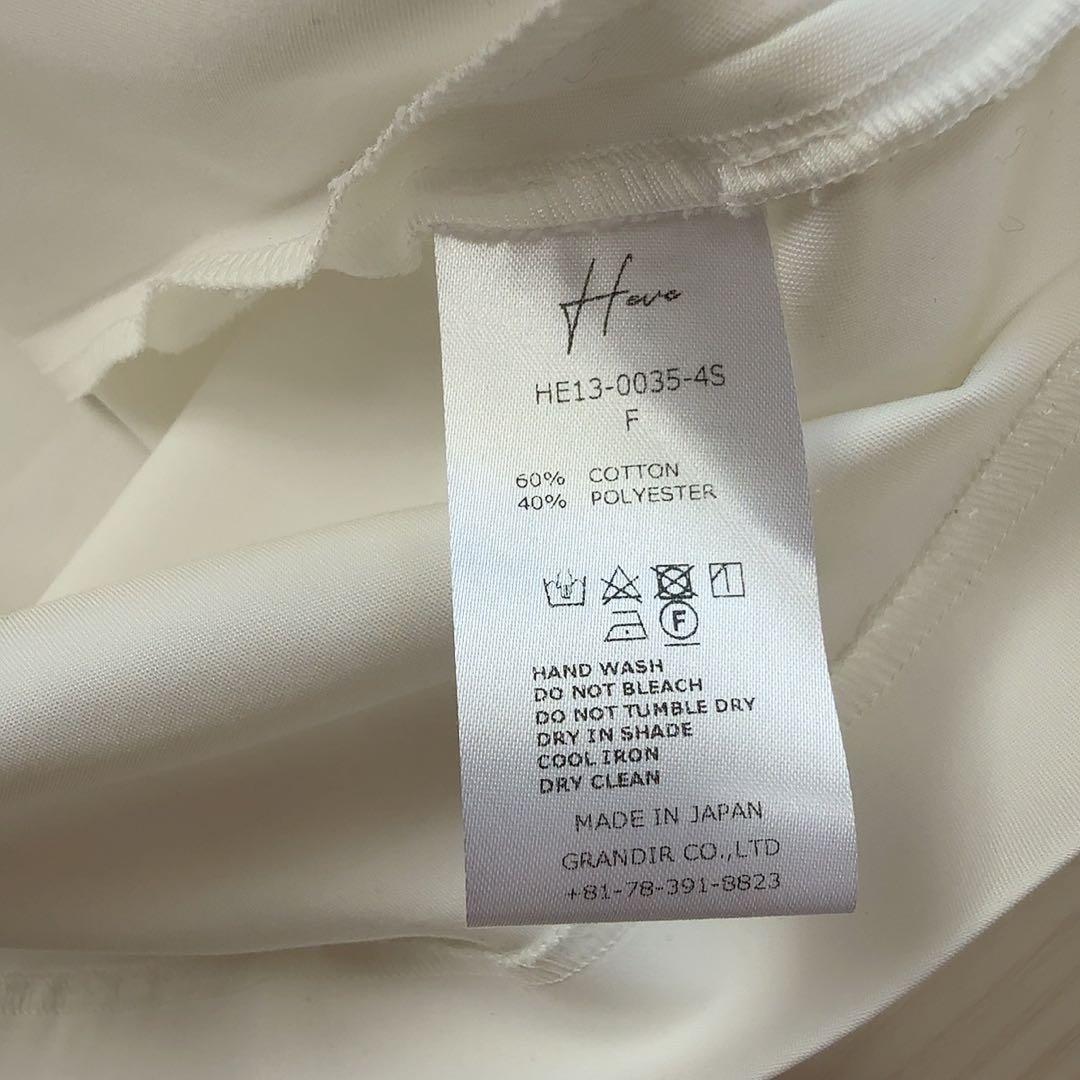 Heve
HE13-0035-4S
F
60% COTTON
40% POLYESTER
F
HAND WASH
DO NOT BLEACH
DO NOT TUMBLE DRY
DRY IN SHADE
COOL IRON
DRY CLEAN
MADE IN JAPAN
GRANDIR CO.,LTD
+81-78-391-8823